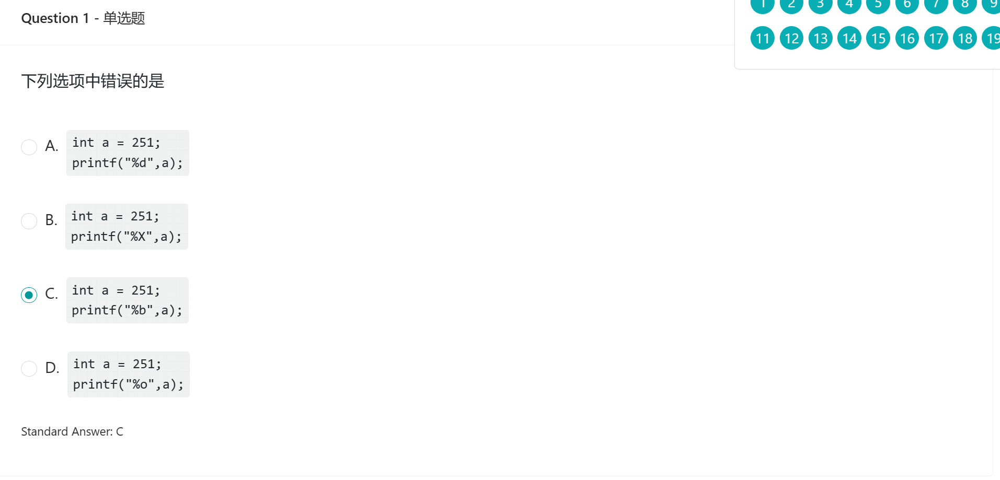 Question 1 - 单选题
1 2 3 4 5 6 7 8 9
11 12 13 14 15 16 17 18 19
下列选项中错误的是
A. int a = 251;
printf("%d",a);
B. int a = 251;
printf("%X",a);
C. int a = 251;
printf("%b",a);
D. int a = 251;
printf("%o",a);
Standard Answer: C